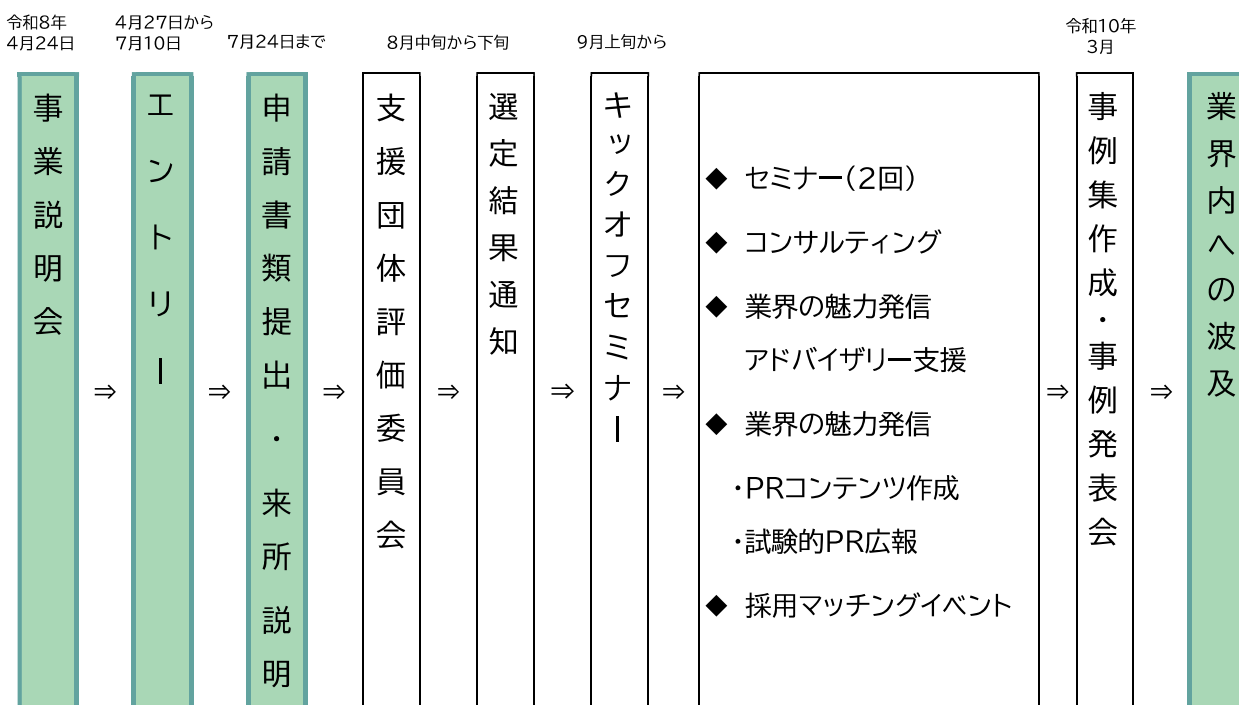 令和8年
4月24日
4月27日から
7月10日
7月24日まで
8月中旬から下旬
9月上旬から
令和10年
3月
事業説明会
⇒
エントリー
⇒
申請書類提出・来所説明
⇒
支援団体評価委員会
⇒
選定結果通知
⇒
キックオフセミナー
⇒
◆ セミナー(2回)
◆ コンサルティング
◆ 業界の魅力発信
アドバイザリー支援
◆ 業界の魅力発信
・PRコンテンツ作成
・試験的PR広報
◆ 採用マッチングイベント
⇒
事例集作成・事例発表会
⇒
業界内への波及